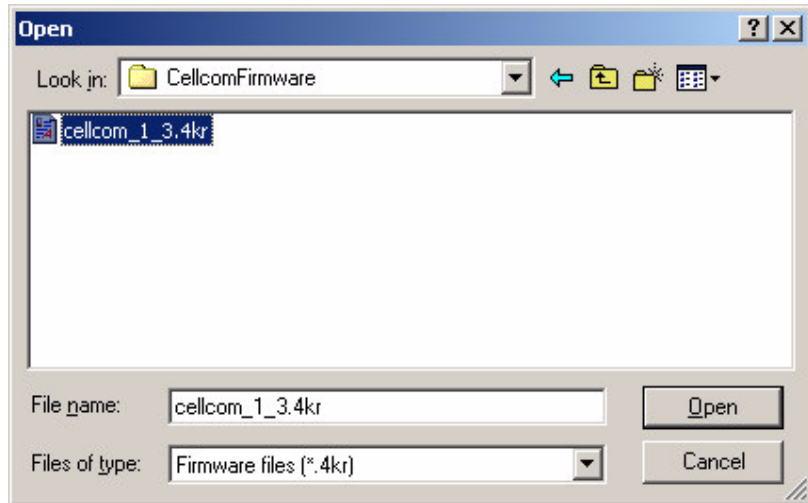 Open
Look in: CellcomFirmware
cellcom_1_3.4kr
File name: cellcom_1_3.4kr Open
Files of type: Firmware files (*.4kr) Cancel